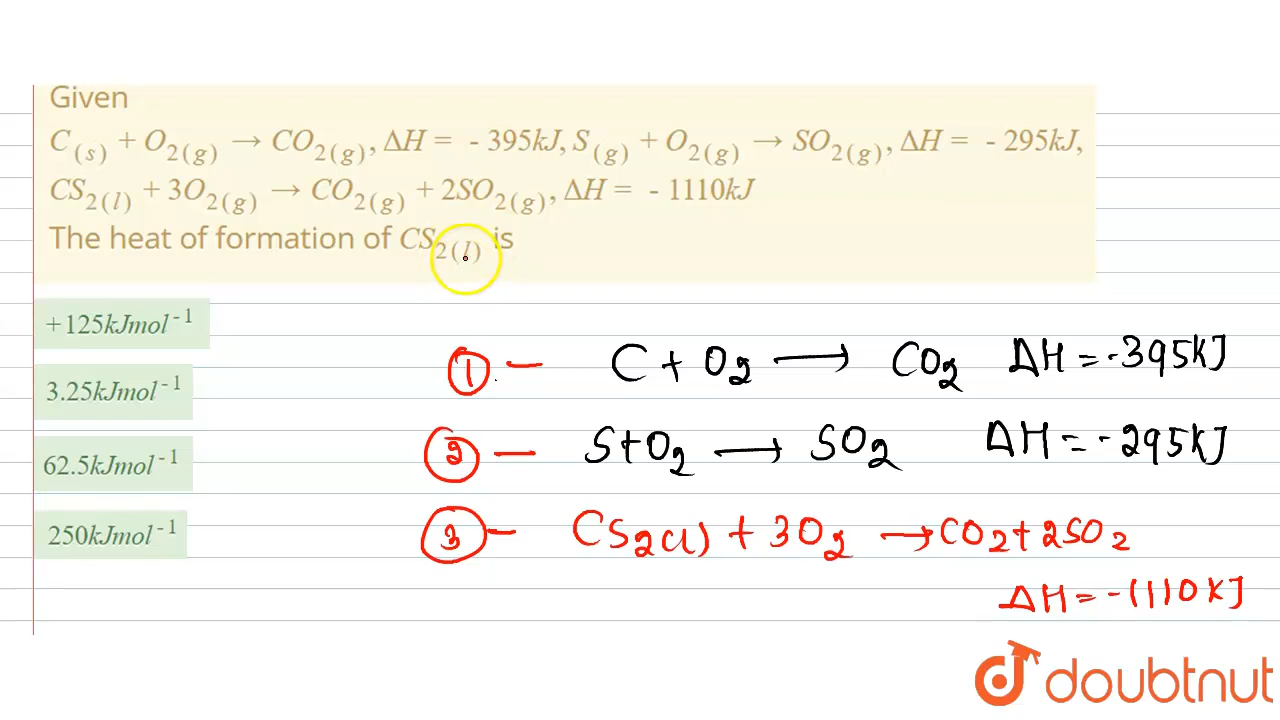 Given
C(s) + O2(g) → CO2(g), ΔH = - 395kJ, S(g) + O2(g) → SO2(g), ΔH = - 295kJ,
CS2(l) + 3O2(g) → CO2(g) + 2SO2(g), ΔH = - 1110kJ
The heat of formation of CS2(l) is
+125kJmol-1
3.25kJmol-1
62.5kJmol-1
250kJmol-1
① — C + O2 → CO2 ΔH = -395kJ
② — S+O2 → SO2 ΔH = -295kJ
③ — CS2(l) + 3O2 → CO2+2SO2
ΔH = -1110kJ
doubtnut